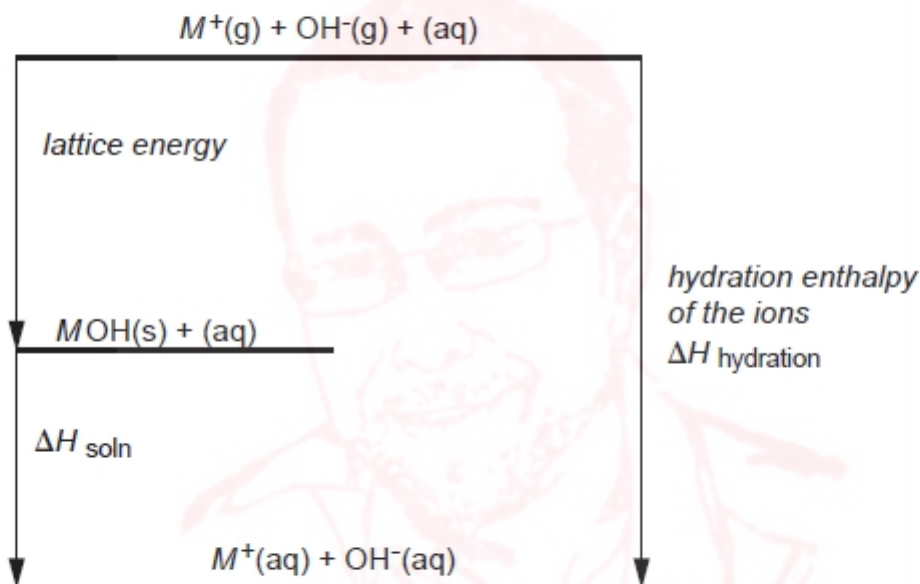 M⁺(g) + OH⁻(g) + (aq)
lattice energy
hydration enthalpy
of the ions
ΔH hydration
MOH(s) + (aq)
ΔH soln
M⁺(aq) + OH⁻(aq)